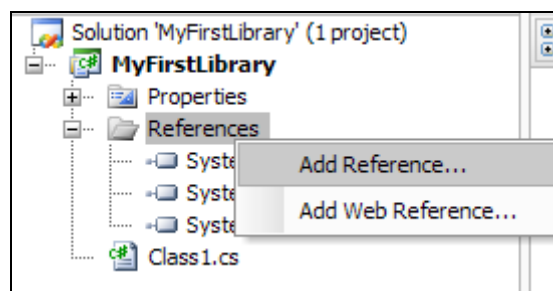 Solution 'MyFirstLibrary' (1 project)
MyFirstLibrary
Properties
References
Syste
Add Reference...
Syste
Add Web Reference...
Syste
Class1.cs